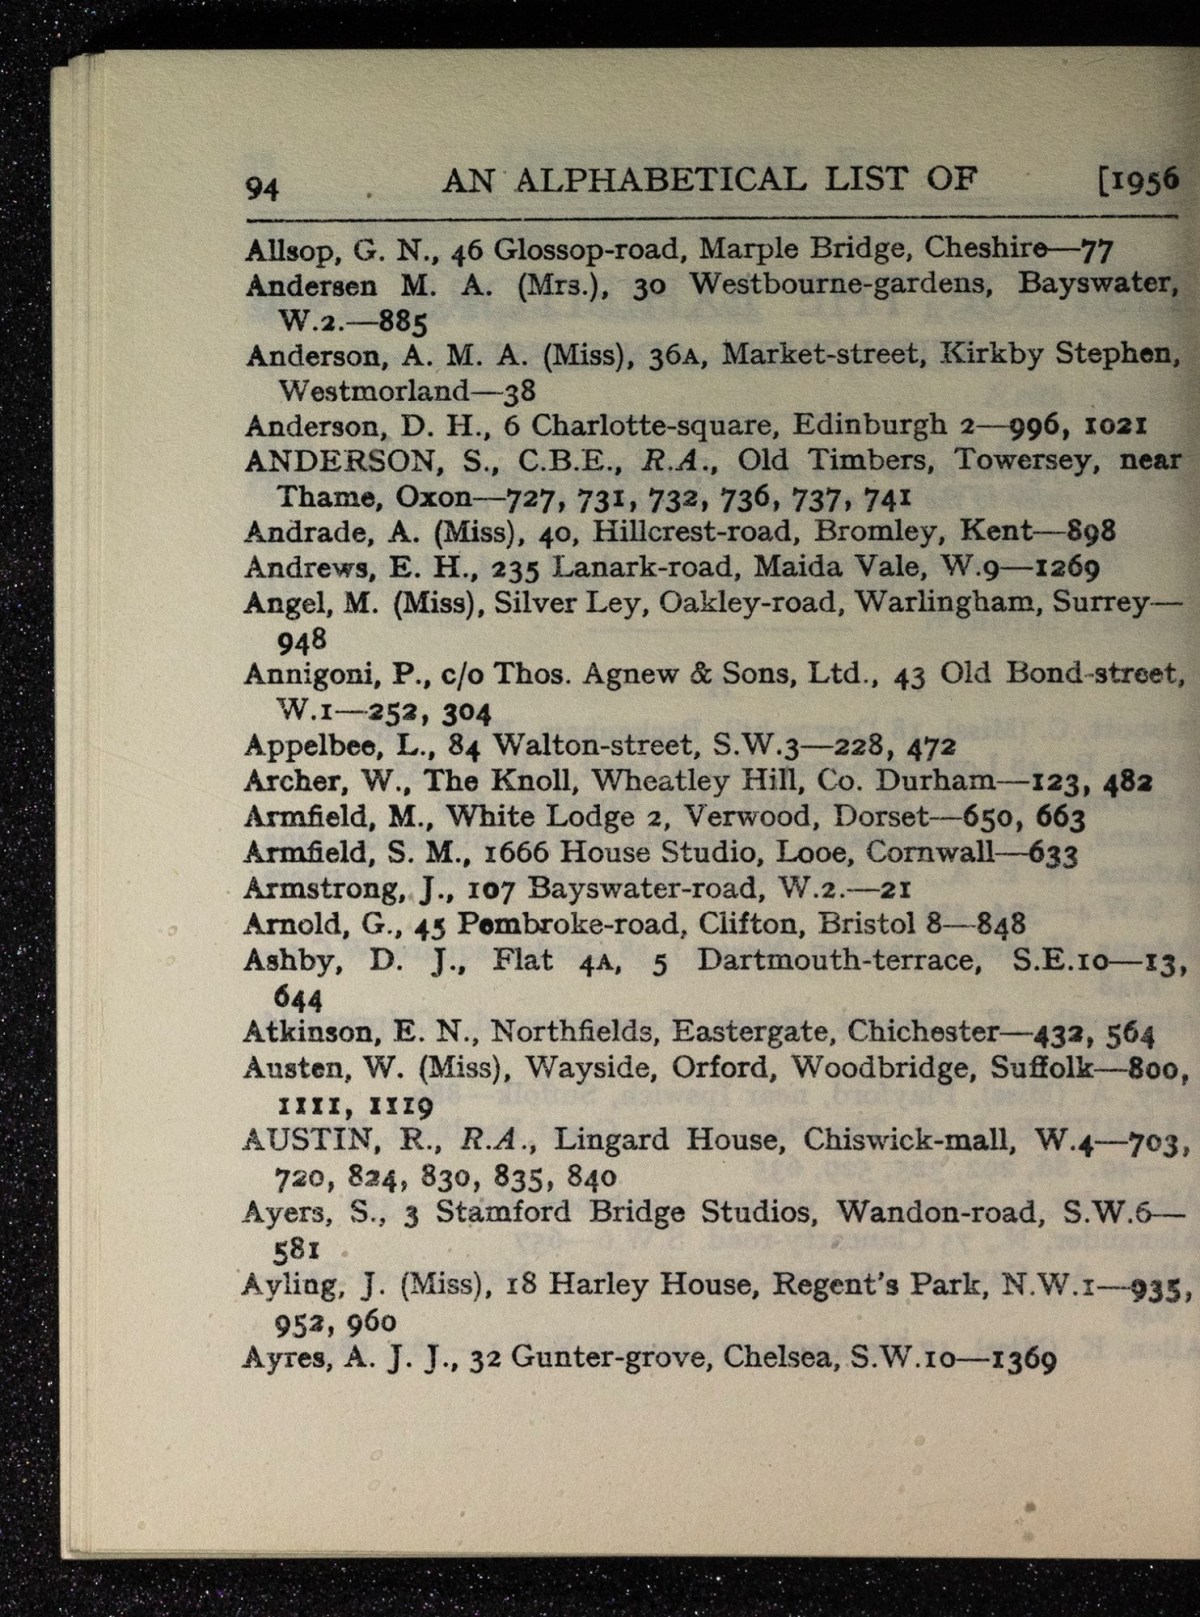 94 AN ALPHABETICAL LIST OF [1956
Allsop, G. N., 46 Glossop-road, Marple Bridge, Cheshire—77
Andersen M. A. (Mrs.), 30 Westbourne-gardens, Bayswater,
W.2.—885
Anderson, A. M. A. (Miss), 36A, Market-street, Kirkby Stephen,
Westmorland—38
Anderson, D. H., 6 Charlotte-square, Edinburgh 2—996, 1021
ANDERSON, S., C.B.E., R.A., Old Timbers, Towersey, near
Thame, Oxon—727, 731, 732, 736, 737, 741
Andrade, A. (Miss), 40, Hillcrest-road, Bromley, Kent—898
Andrews, E. H., 235 Lanark-road, Maida Vale, W.9—1269
Angel, M. (Miss), Silver Ley, Oakley-road, Warlingham, Surrey—
948
Annigoni, P., c/o Thos. Agnew & Sons, Ltd., 43 Old Bond-street,
W.1—252, 304
Appelbee, L., 84 Walton-street, S.W.3—228, 472
Archer, W., The Knoll, Wheatley Hill, Co. Durham—123, 482
Armfield, M., White Lodge 2, Verwood, Dorset—650, 663
Armfield, S. M., 1666 House Studio, Looe, Cornwall—633
Armstrong, J., 107 Bayswater-road, W.2.—21
Arnold, G., 45 Pembroke-road, Clifton, Bristol 8—848
Ashby, D. J., Flat 4A, 5 Dartmouth-terrace, S.E.10—13,
644
Atkinson, E. N., Northfields, Eastergate, Chichester—432, 564
Austen, W. (Miss), Wayside, Orford, Woodbridge, Suffolk—800,
1111, 1119
AUSTIN, R., R.A., Lingard House, Chiswick-mall, W.4—703,
720, 824, 830, 835, 840
Ayers, S., 3 Stamford Bridge Studios, Wandon-road, S.W.6—
581
Ayling, J. (Miss), 18 Harley House, Regent's Park, N.W.1—935,
952, 960
Ayres, A. J. J., 32 Gunter-grove, Chelsea, S.W.10—1369